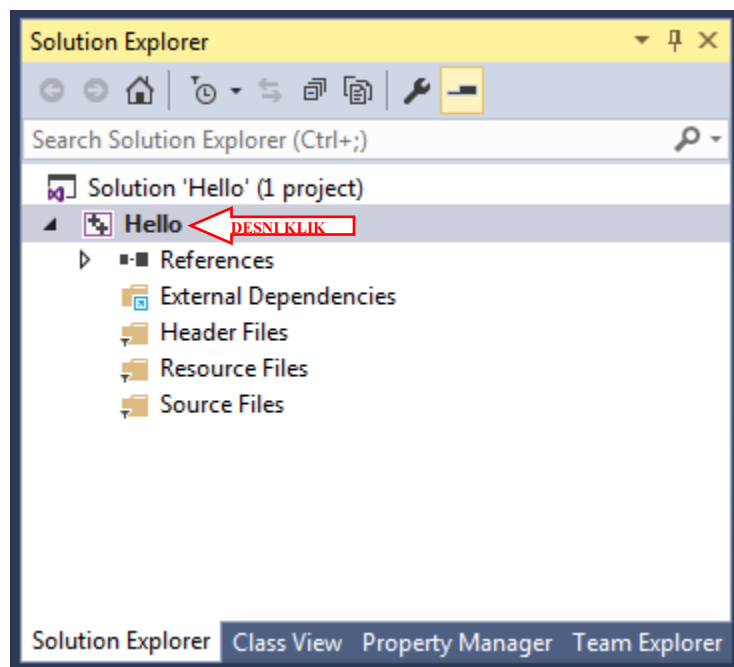 Solution Explorer
Search Solution Explorer (Ctrl+;)
Solution 'Hello' (1 project)
Hello DESNI KLIK
References
External Dependencies
Header Files
Resource Files
Source Files
Solution Explorer Class View Property Manager Team Explorer